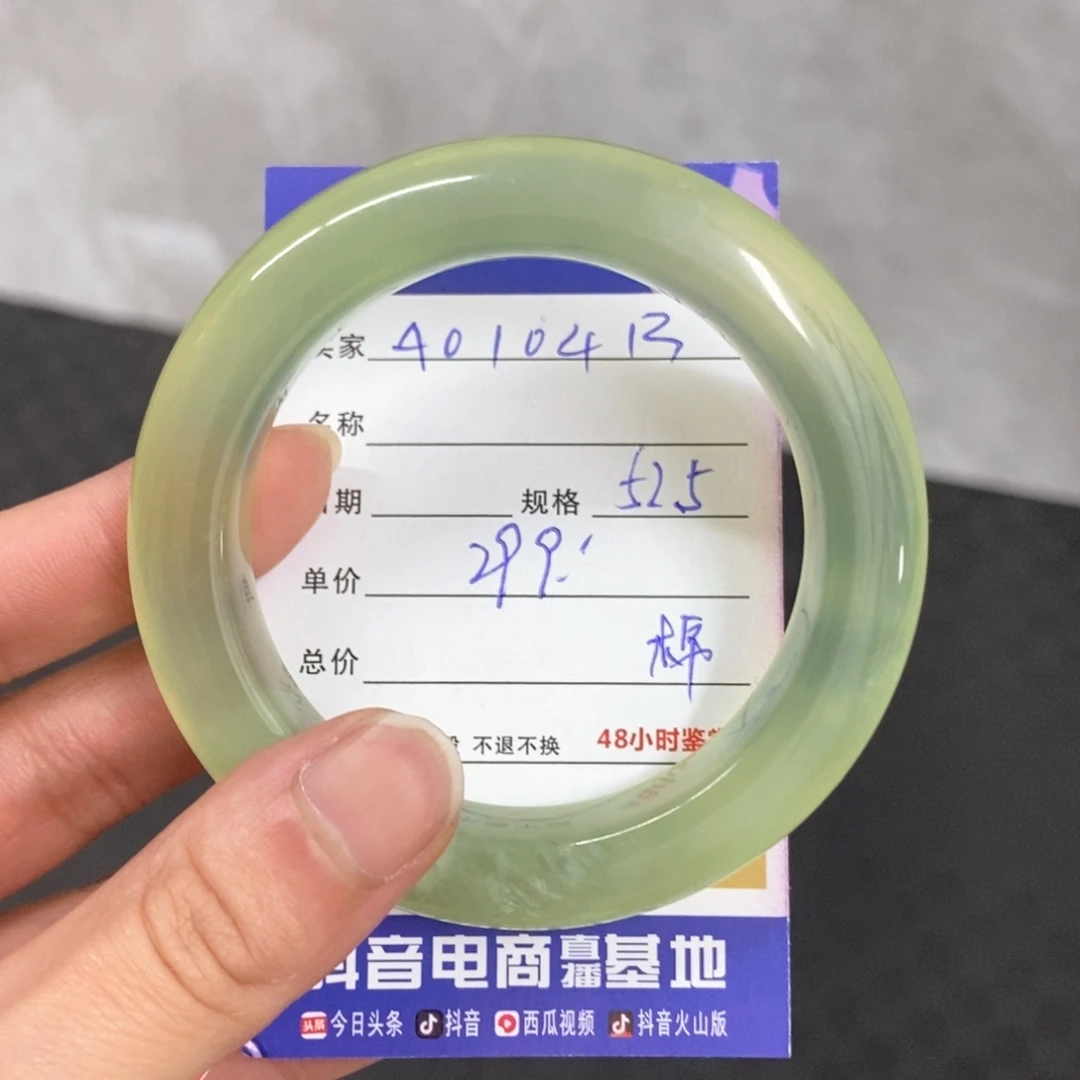 家 A010413
名称
期 规格 52.5
单价 299.
总价 棉
不退不换 48小时鉴赏
抖音电商直播基地
头条 今日头条 抖音 西瓜视频 抖音火山版